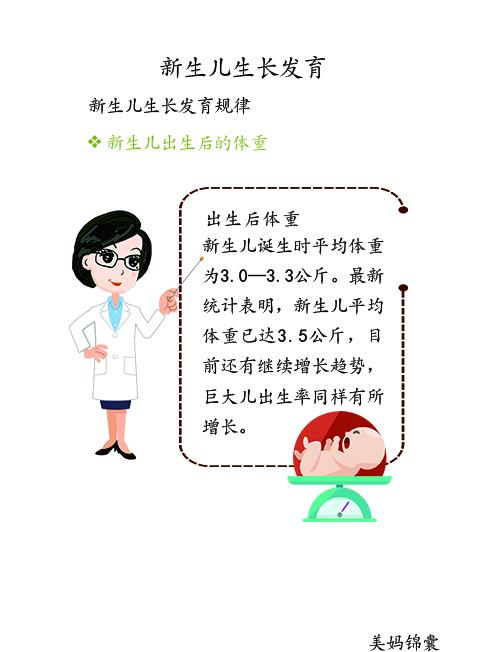 新生儿生长发育
新生儿生长发育规律
❖ 新生儿出生后的体重
出生后体重
新生儿诞生时平均体重
为3.0—3.3公斤。最新
统计表明，新生儿平均
体重已达3.5公斤，目
前还有继续增长趋势，
巨大儿出生率同样有所
增长。
美妈锦囊